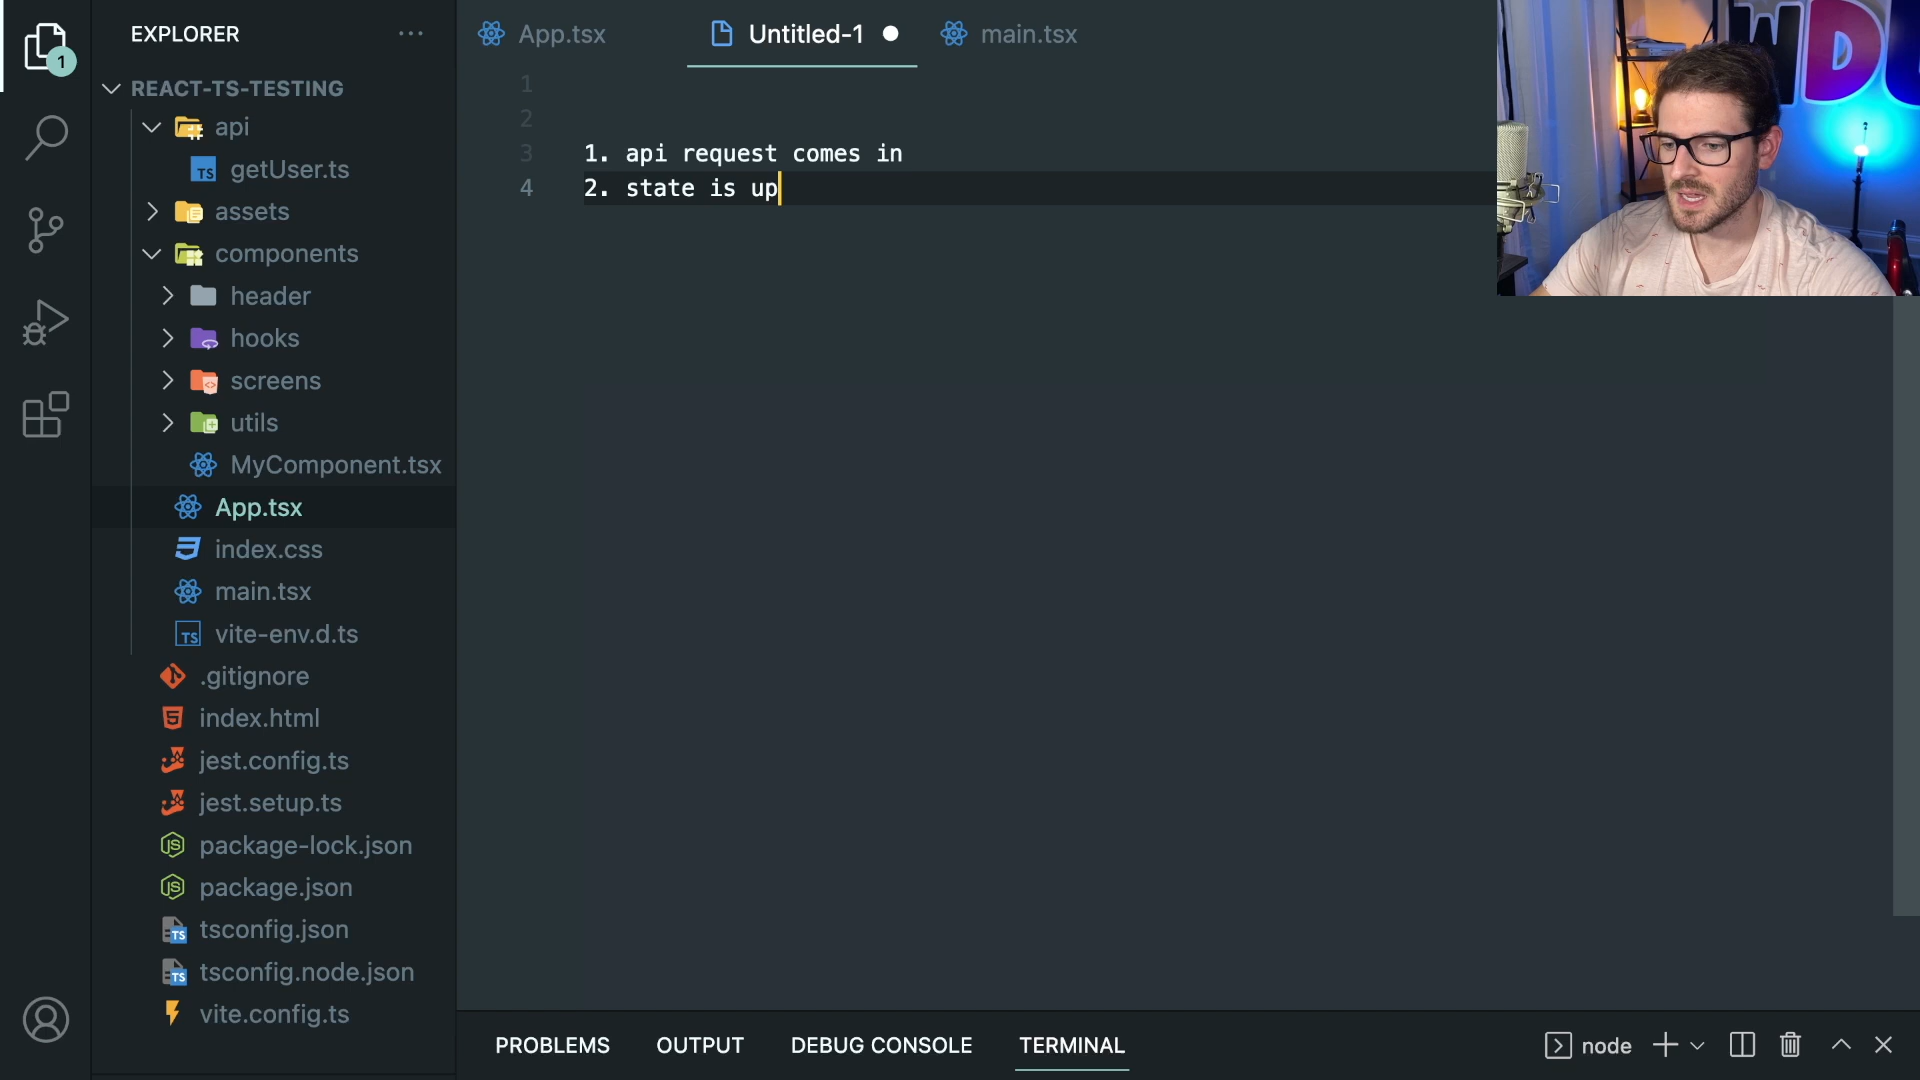 EXPLORER
1
REACT-TS-TESTING
api
getUser.ts
assets
components
header
hooks
screens
utils
MyComponent.tsx
App.tsx
index.css
main.tsx
vite-env.d.ts
.gitignore
index.html
jest.config.ts
jest.setup.ts
package-lock.json
package.json
tsconfig.json
tsconfig.node.json
vite.config.ts
App.tsx Untitled-1 main.tsx
1
2
3 1. api request comes in
4 2. state is up
WD
PROBLEMS OUTPUT DEBUG CONSOLE TERMINAL node